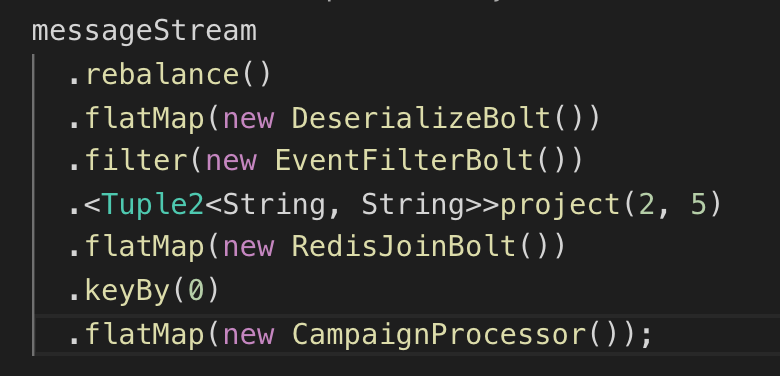 messageStream
.rebalance()
.flatMap(new DeserializeBolt())
.filter(new EventFilterBolt())
.<Tuple2<String, String>>project(2, 5)
.flatMap(new RedisJoinBolt())
.keyBy(0)
.flatMap(new CampaignProcessor());